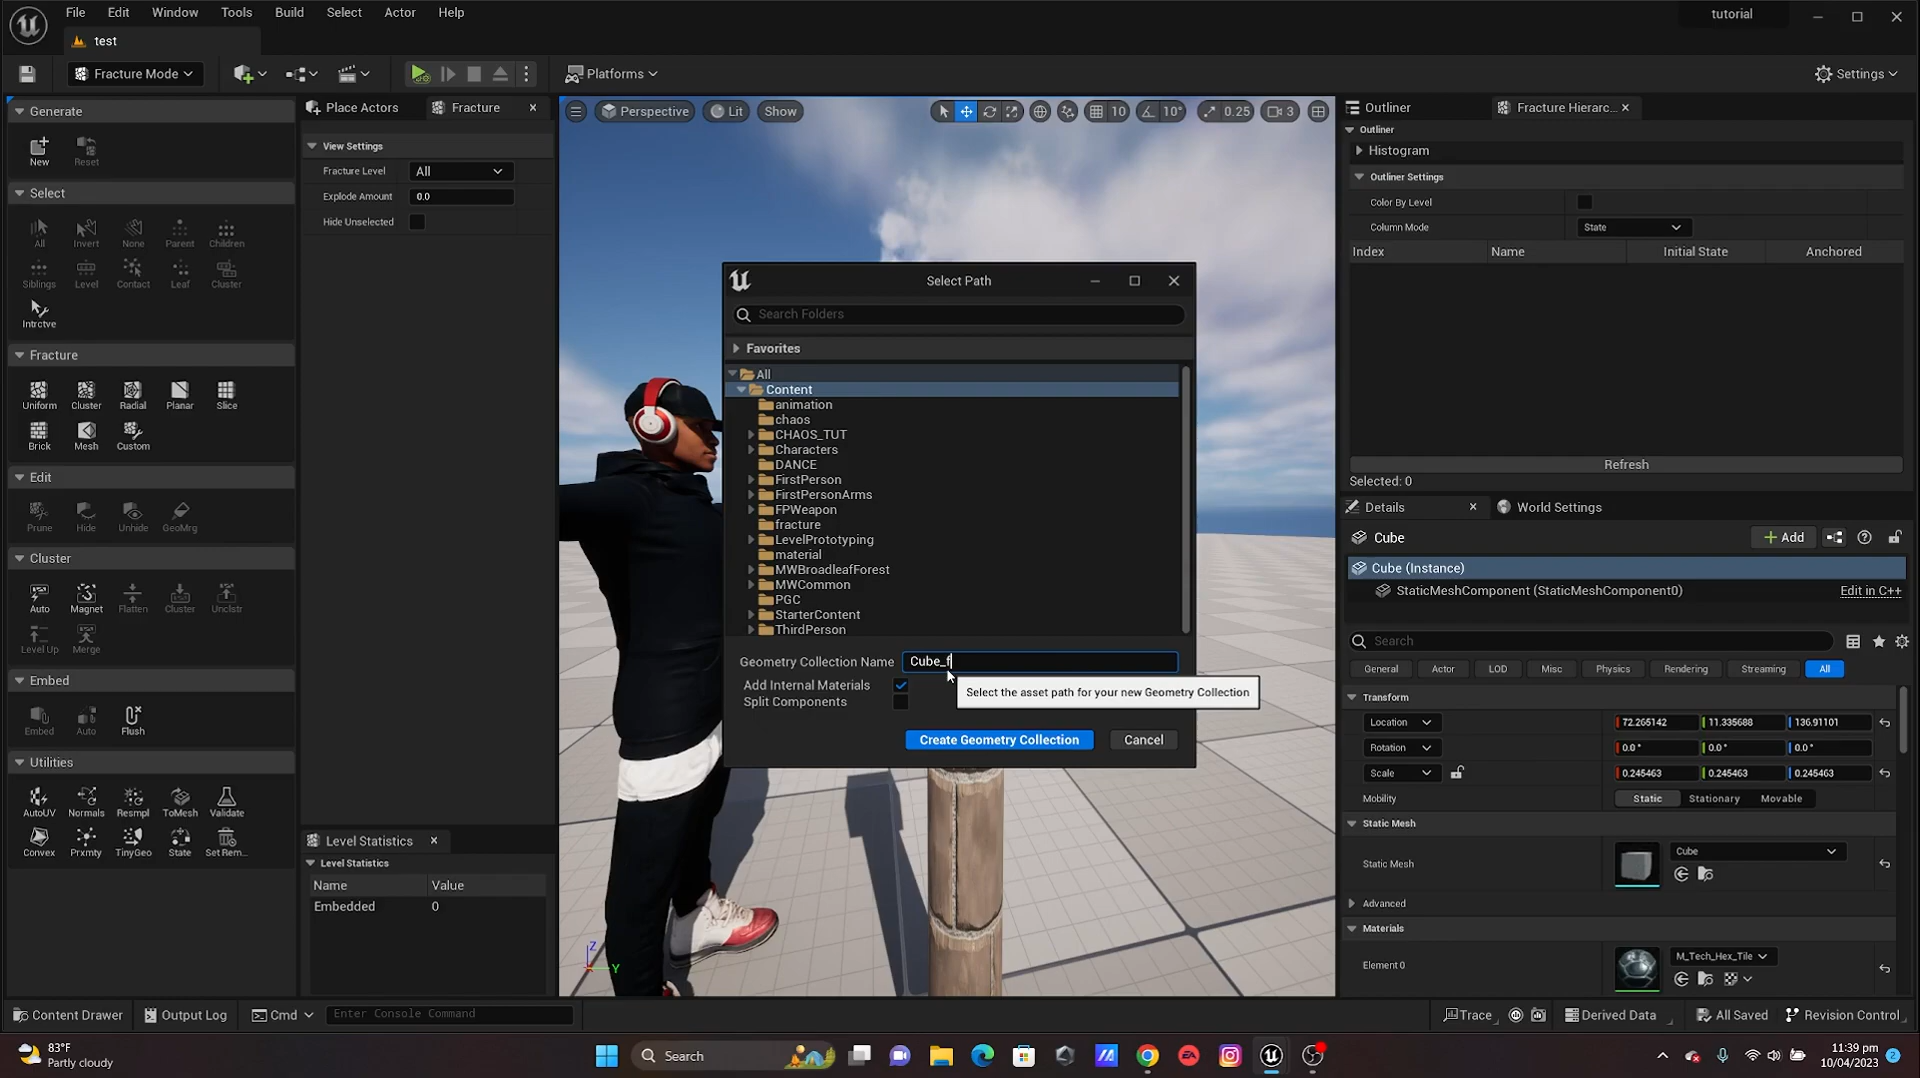 File Edit Window Tools Build Select Actor Help
tutorial
test
Fracture Mode
Platforms
Settings
Generate
New Reset
Select
All Invert None Parent Children
Siblings Level Contact Leaf Cluster
Intrctve
Fracture
Uniform Cluster Radial Planar Slice
Brick Mesh Custom
Edit
Prune Hide Unhide GeoMrg
Cluster
Auto Magnet Flatten Cluster Unclstr
Level Up Merge
Embed
Embed Auto Flush
Utilities
AutoUV Normals Resmpl ToMesh Validate
Convex Prxmty TinyGeo State Set Rem...
Place Actors Fracture
View Settings
Fracture Level All
Explode Amount 0.0
Hide Unselected
Level Statistics
Level Statistics
Name Value
Embedded 0
Perspective Lit Show
10 10° 0.25 3
Z
Y
Select Path
Search Folders
Favorites
All
Content
animation
chaos
CHAOS_TUT
Characters
DANCE
FirstPerson
FirstPersonArms
FPWeapon
fracture
LevelPrototyping
material
MWBroadleafForest
MWCommon
PGC
StarterContent
ThirdPerson
Geometry Collection Name Cube_f
Add Internal Materials
Split Components
Select the asset path for your new Geometry Collection
Create Geometry Collection Cancel
Outliner Fracture Hierarc...
Outliner
Histogram
Outliner Settings
Color By Level
Column Mode State
Index Name Initial State Anchored
Refresh
Selected: 0
Details World Settings
Cube Add
Cube (Instance)
StaticMeshComponent (StaticMeshComponent0) Edit in C++
Search
General Actor LOD Misc Physics Rendering Streaming All
Transform
Location 72.265142 11.335688 136.91101
Rotation 0.0° 0.0° 0.0°
Scale 0.245463 0.245463 0.245463
Mobility Static Stationary Movable
Static Mesh
Static Mesh Cube
Advanced
Materials
Element 0 M_Tech_Hex_Tile
Content Drawer Output Log Cmd Enter Console Command
Trace Derived Data All Saved Revision Control
83°F
Partly cloudy
Search
EA
11:39 pm
10/04/2023
2